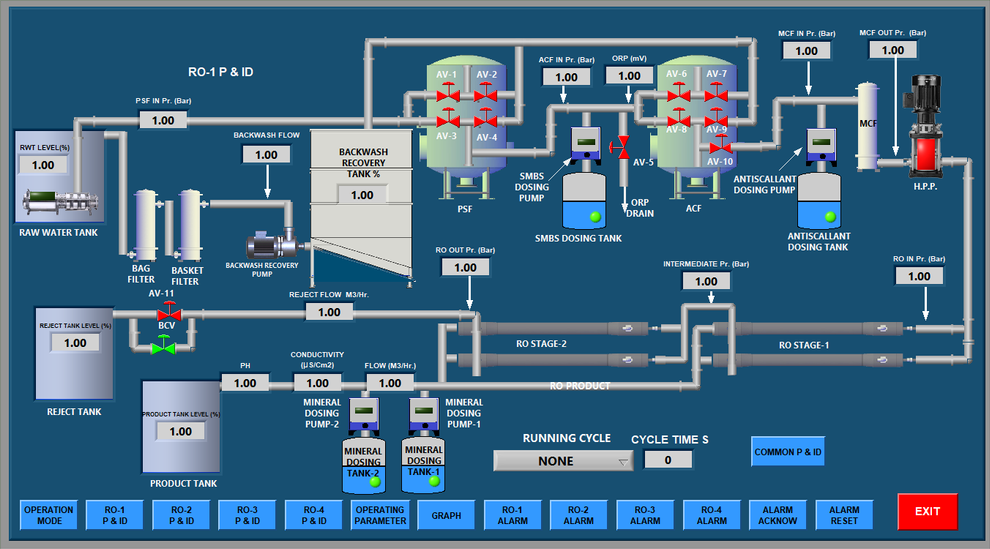 RO-1 P & ID
PSF IN Pr. (Bar)
1.00
RWT LEVEL(%)
1.00
RAW WATER TANK
BAG
FILTER
BASKET
FILTER
BACKWASH FLOW
1.00
BACKWASH RECOVERY
PUMP
BACKWASH
RECOVERY
TANK %
1.00
AV-1
AV-2
AV-3
AV-4
PSF
ACF IN Pr. (Bar)
1.00
ORP (mV)
1.00
SMBS
DOSING
PUMP
SMBS DOSING TANK
AV-5
ORP
DRAIN
AV-6
AV-7
AV-8
AV-9
AV-10
ACF
MCF IN Pr. (Bar)
1.00
ANTISCALLANT
DOSING PUMP
ANTISCALLANT
DOSING TANK
MCF OUT Pr. (Bar)
1.00
MCF
H.P.P.
RO OUT Pr. (Bar)
1.00
INTERMEDIATE Pr. (Bar)
1.00
RO IN Pr. (Bar)
1.00
AV-11
BCV
REJECT FLOW M3/Hr.
1.00
REJECT TANK LEVEL (%)
1.00
REJECT TANK
RO STAGE-2
RO STAGE-1
RO PRODUCT
PH
1.00
CONDUCTIVITY
(µS/Cm2)
1.00
FLOW (M3/Hr.)
1.00
PRODUCT TANK LEVEL (%)
1.00
PRODUCT TANK
MINERAL
DOSING
PUMP-2
MINERAL
DOSING
PUMP-1
MINERAL
DOSING
TANK-2
MINERAL
DOSING
TANK-1
RUNNING CYCLE
NONE
CYCLE TIME S
0
COMMON P & ID
OPERATION
MODE
RO-1
P & ID
RO-2
P & ID
RO-3
P & ID
RO-4
P & ID
OPERATING
PARAMETER
GRAPH
RO-1
ALARM
RO-2
ALARM
RO-3
ALARM
RO-4
ALARM
ALARM
ACKNOW
ALARM
RESET
EXIT